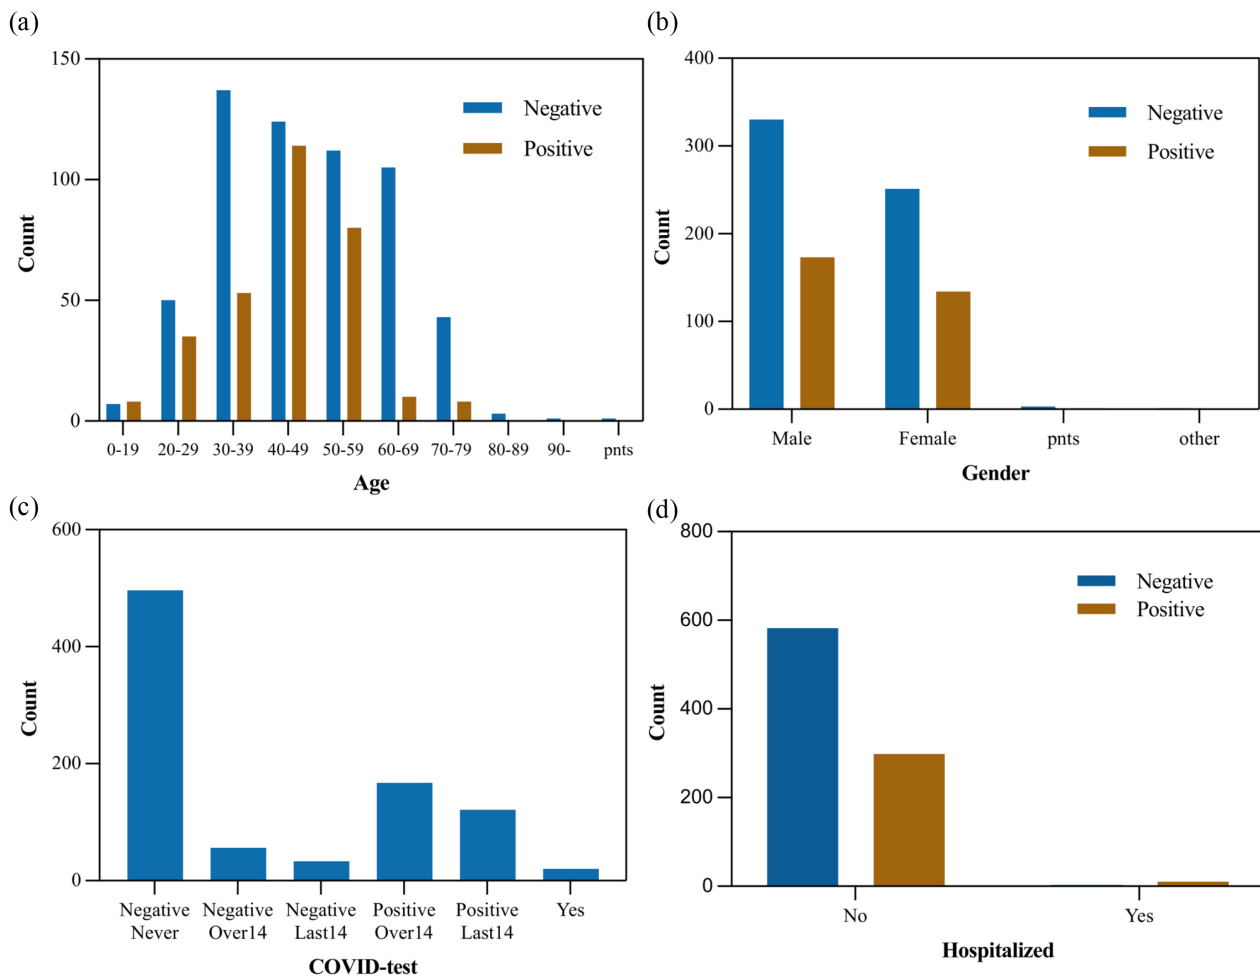 (a)
150
100
50
0
Count
Negative
Positive
0-19 20-29 30-39 40-49 50-59 60-69 70-79 80-89 90- pnts
Age
(b)
400
300
200
100
0
Count
Negative
Positive
Male Female pnts other
Gender
(c)
600
400
200
0
Count
Negative Negative Negative Positive Positive Yes
Never Over14 Last14 Over14 Last14
COVID-test
(d)
800
600
400
200
0
Count
Negative
Positive
No Yes
Hospitalized